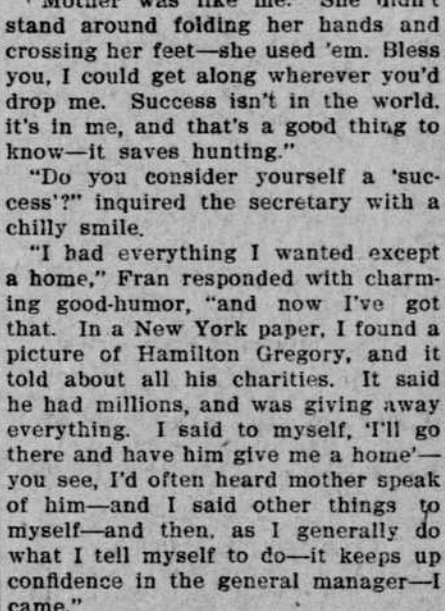 "Mother was like me. She didn't
stand around folding her hands and
crossing her feet—she used 'em. Bless
you, I could get along wherever you'd
drop me. Success isn't in the world.
it's in me, and that's a good thing to
know—it saves hunting."
"Do you consider yourself a 'suc-
cess'?" inquired the secretary with a
chilly smile.
"I had everything I wanted except
a home," Fran responded with charm-
ing good-humor, "and now I've got
that. In a New York paper, I found a
picture of Hamilton Gregory, and it
told about all his charities. It said
he had millions, and was giving away
everything. I said to myself, 'I'll go
there and have him give me a home'—
you see, I'd often heard mother speak
of him—and I said other things to
myself—and then, as I generally do
what I tell myself to do—it keeps up
confidence in the general manager—I
came."